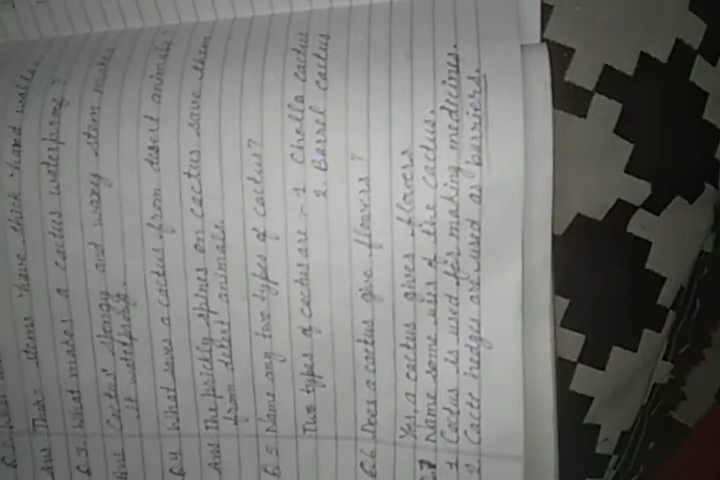 Ans Their stems have thick hard walls.
Q.3 What makes a cactus waterproof?
Ans Cactus' stongy and waxy stem makes
it waterproof.
Q.4 What saves a cactus from desert animals?
Ans The prickly spines on cactus save them
from desert animals.
Q.5 Name any two types of cactus?
Two types of cactus are - 1 Cholla cactus
2. Barrel cactus
Q.6 Does a cactus give flowers?
Yes, a cactus gives flowers
Q.7 Name some uses of the cactus.
1 Cactus is used for making medicines.
2. Cacte hedges are used as barriers.